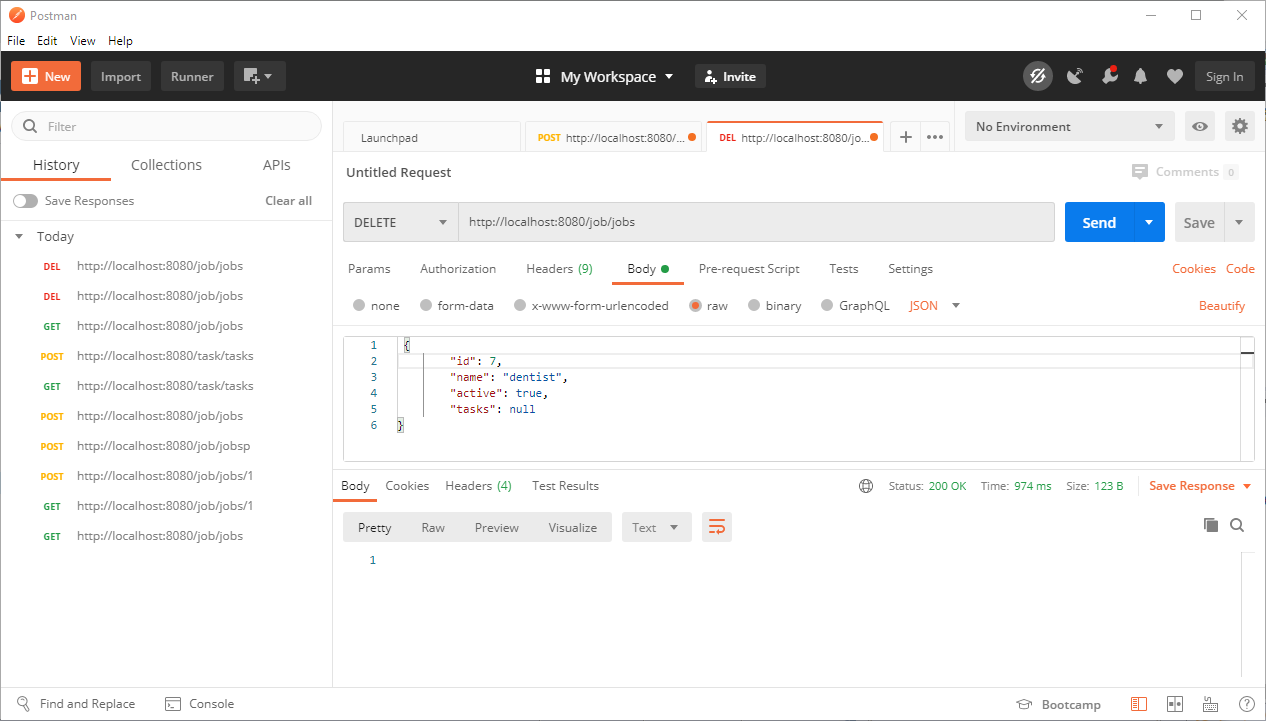 Postman
File Edit View Help
New Import Runner My Workspace Invite Sign In
Filter
History Collections APIs
Save Responses Clear all
Today
DEL http://localhost:8080/job/jobs
DEL http://localhost:8080/job/jobs
GET http://localhost:8080/job/jobs
POST http://localhost:8080/task/tasks
GET http://localhost:8080/task/tasks
POST http://localhost:8080/job/jobs
POST http://localhost:8080/job/jobsp
POST http://localhost:8080/job/jobs/1
GET http://localhost:8080/job/jobs/1
GET http://localhost:8080/job/jobs
Launchpad POST http://localhost:8080/... DEL http://localhost:8080/jo... + ••• No Environment
Untitled Request Comments 0
DELETE http://localhost:8080/job/jobs Send Save
Params Authorization Headers (9) Body Pre-request Script Tests Settings Cookies Code
none form-data x-www-form-urlencoded raw binary GraphQL JSON Beautify
1 {
2 "id": 7,
3 "name": "dentist",
4 "active": true,
5 "tasks": null
6 }
Body Cookies Headers (4) Test Results Status: 200 OK Time: 974 ms Size: 123 B Save Response
Pretty Raw Preview Visualize Text
1
Find and Replace Console Bootcamp ?